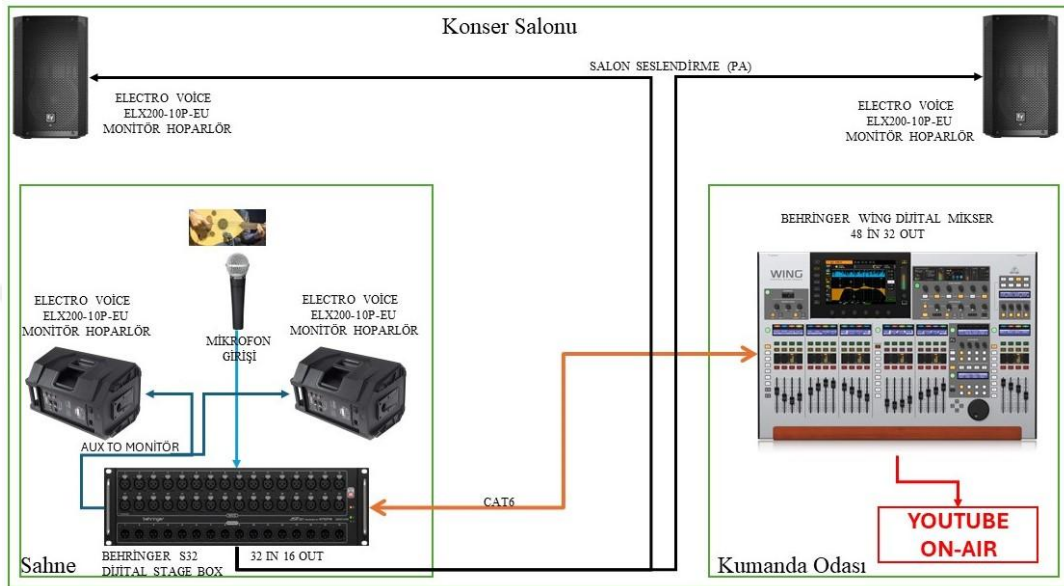 Konser Salonu
SALON SESLENDİRME (PA)
ELECTRO VOİCE
ELX200-10P-EU
MONİTÖR HOPARLÖR
ELECTRO VOİCE
ELX200-10P-EU
MONİTÖR HOPARLÖR
BEHRİNGER WİNG DİJİTAL MİKSER
48 İN 32 OUT
WING
ELECTRO VOİCE
ELX200-10P-EU
MONİTÖR HOPARLÖR
ELECTRO VOİCE
ELX200-10P-EU
MONİTÖR HOPARLÖR
MİKROFON
GİRİŞİ
AUX TO MONİTÖR
CAT6
behringer
BEHRİNGER S32
DİJİTAL STAGE BOX
32 IN 16 OUT
Sahne
YOUTUBE
ON-AIR
Kumanda Odası